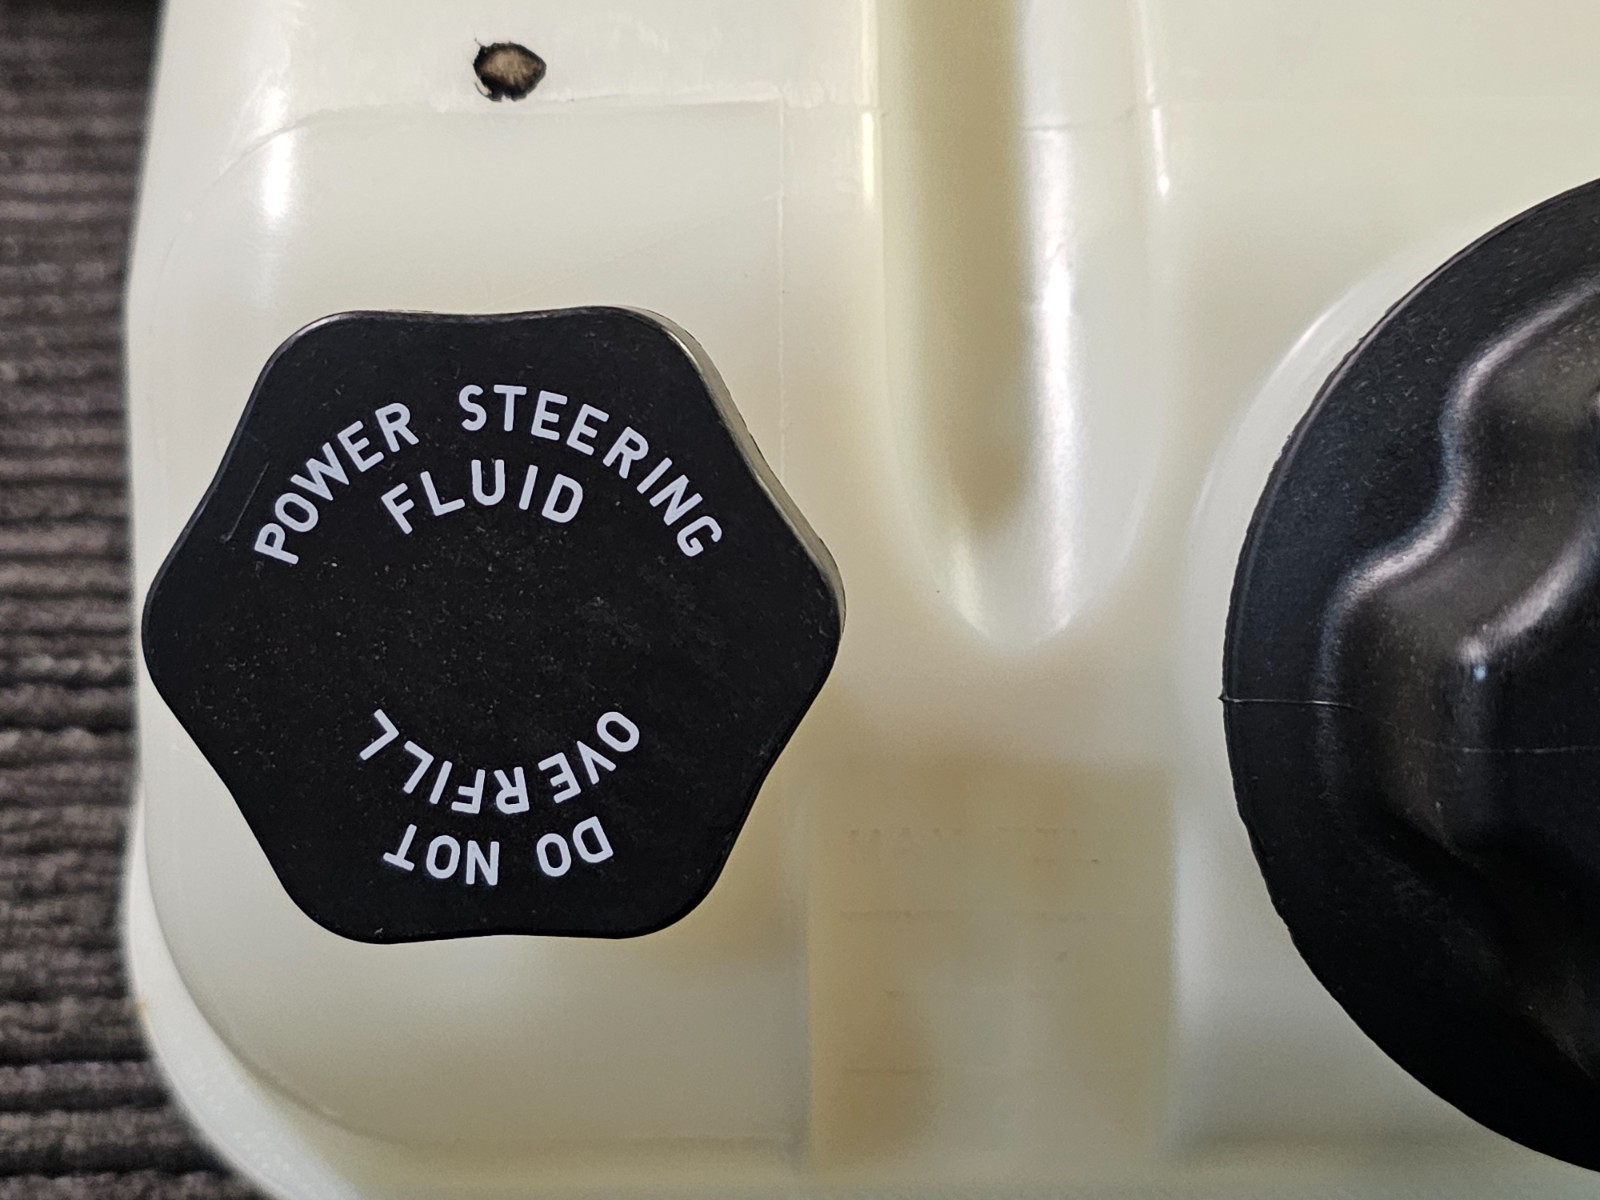 POWER STEERING
FLUID
DO NOT
OVERFILL